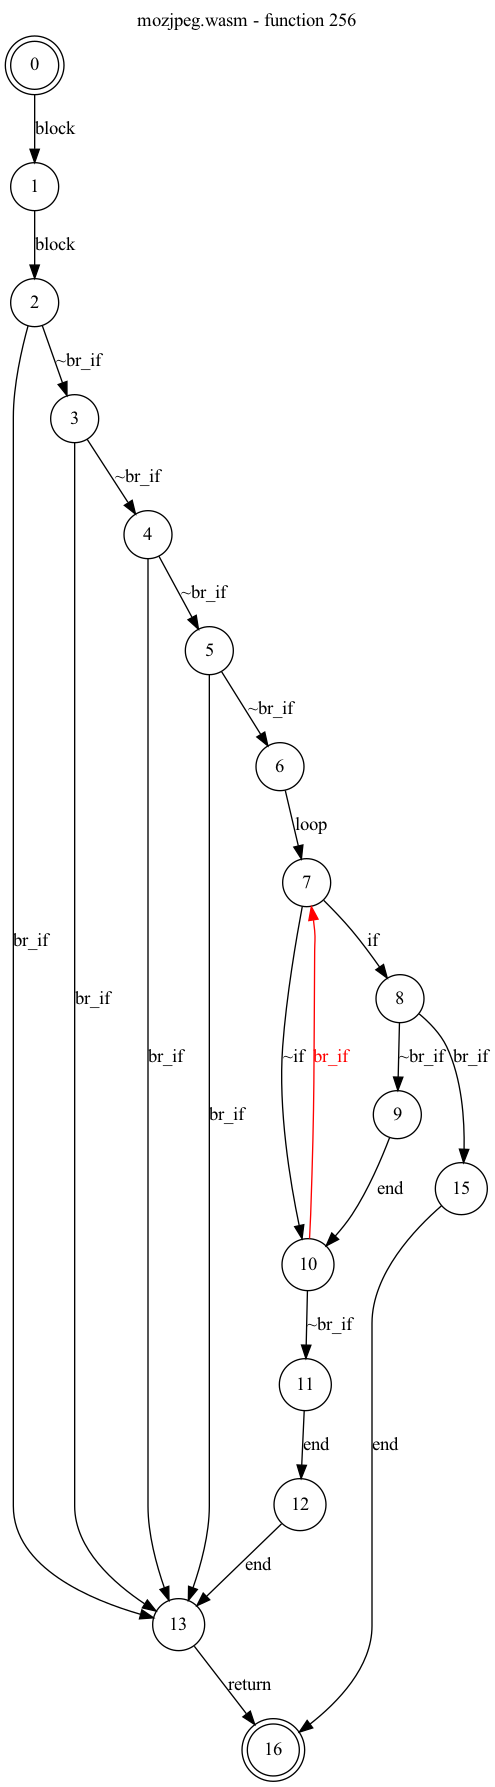 mozjpeg.wasm - function 256
0
block
1
block
2
~br_if
3
~br_if
4
~br_if
5
~br_if
6
loop
7
if
8
br_if
~if
br_if
~br_if
br_if
br_if
br_if
br_if
9
15
end
10
~br_if
11
end
end
12
end
13
return
16